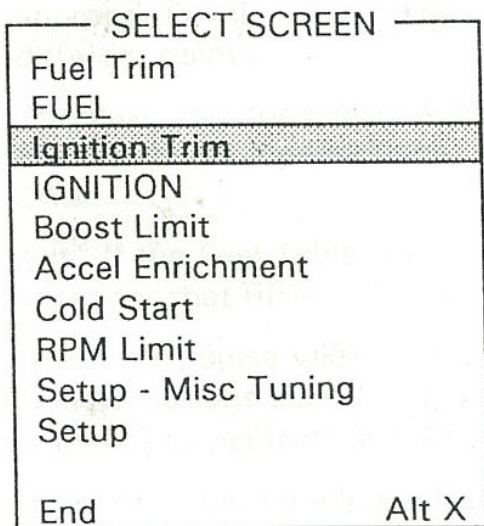 SELECT SCREEN
Fuel Trim
FUEL
Ignition Trim
IGNITION
Boost Limit
Accel Enrichment
Cold Start
RPM Limit
Setup - Misc Tuning
Setup
End Alt X